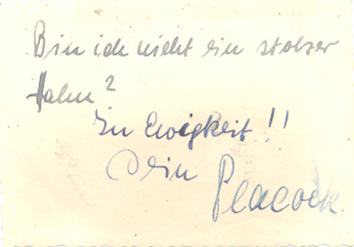 Bin ich nicht ein stolzer
Hahn?
In Ewigkeit!!
Dein
Peacock.